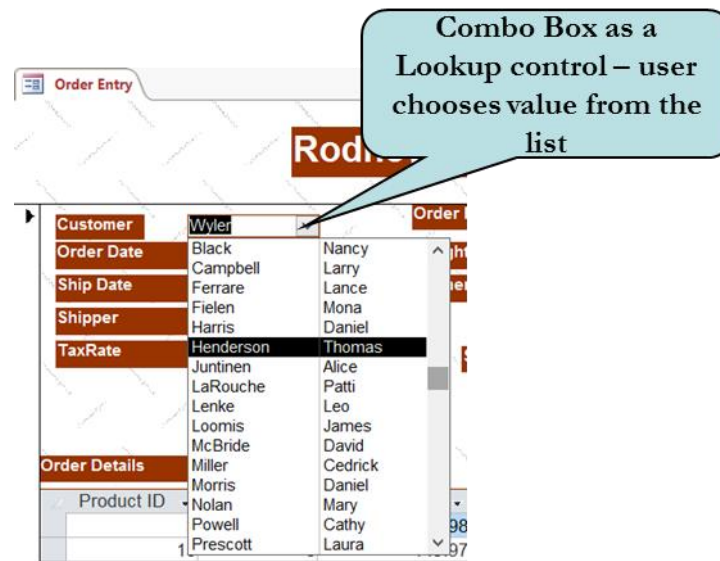 Combo Box as a
Lookup control – user
chooses value from the
list
Order Entry
Customer
Wyler
Order Date
Ship Date
Shipper
TaxRate
Black Nancy
Campbell Larry
Ferrare Lance
Fielen Mona
Harris Daniel
Henderson Thomas
Juntinen Alice
LaRouche Patti
Lenke Leo
Loomis James
McBride David
Miller Cedrick
Morris Daniel
Nolan Mary
Powell Cathy
Prescott Laura
Order Details
Product ID